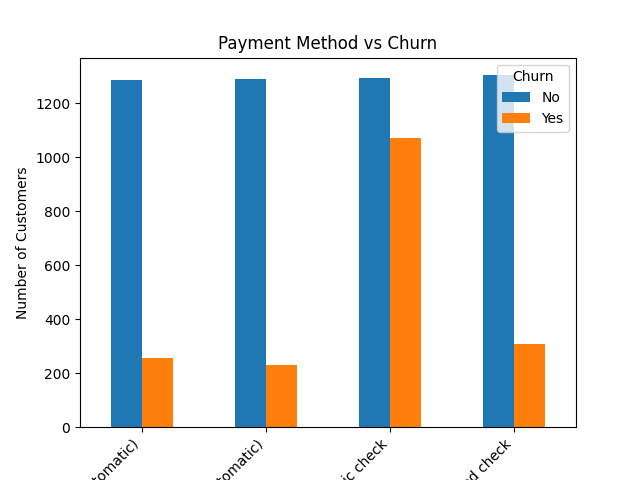 Payment Method vs Churn
Churn
No
Yes
Number of Customers
1200
1000
800
600
400
200
0
tomatic)
tomatic)
ic check
ed check